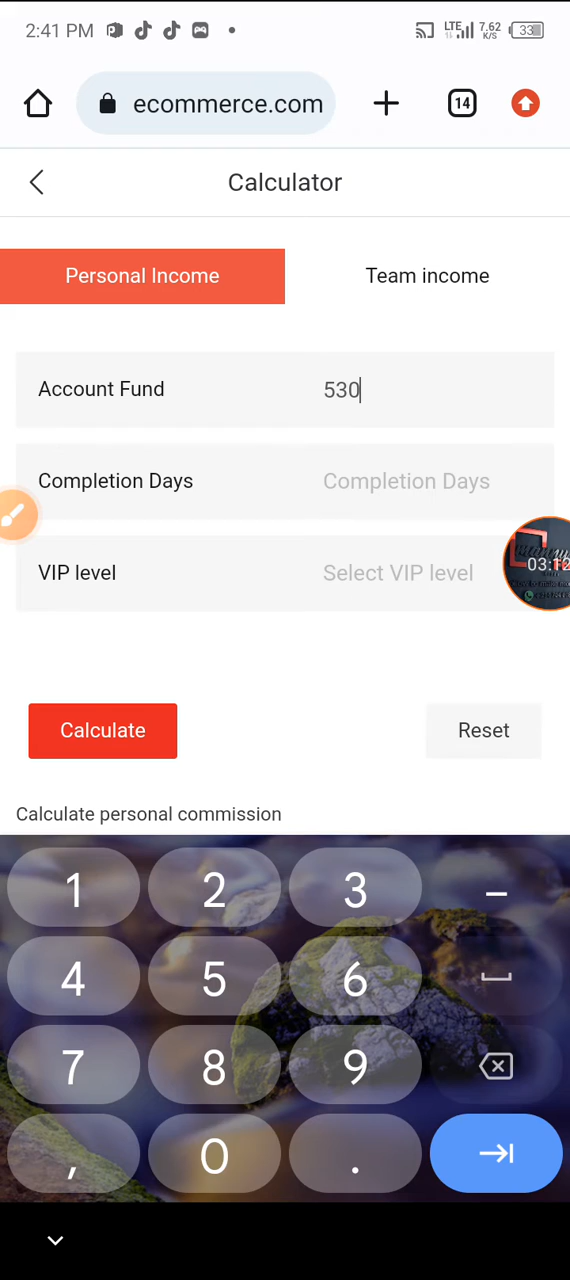 2:41 PM LTE 7.62 K/S 33
ecommerce.com 14
Calculator
Personal Income Team income
Account Fund 530
Completion Days Completion Days
VIP level Select VIP level
03:12
Calculate Reset
Calculate personal commission
1 2 3 -
4 5 6
7 8 9
, 0 .